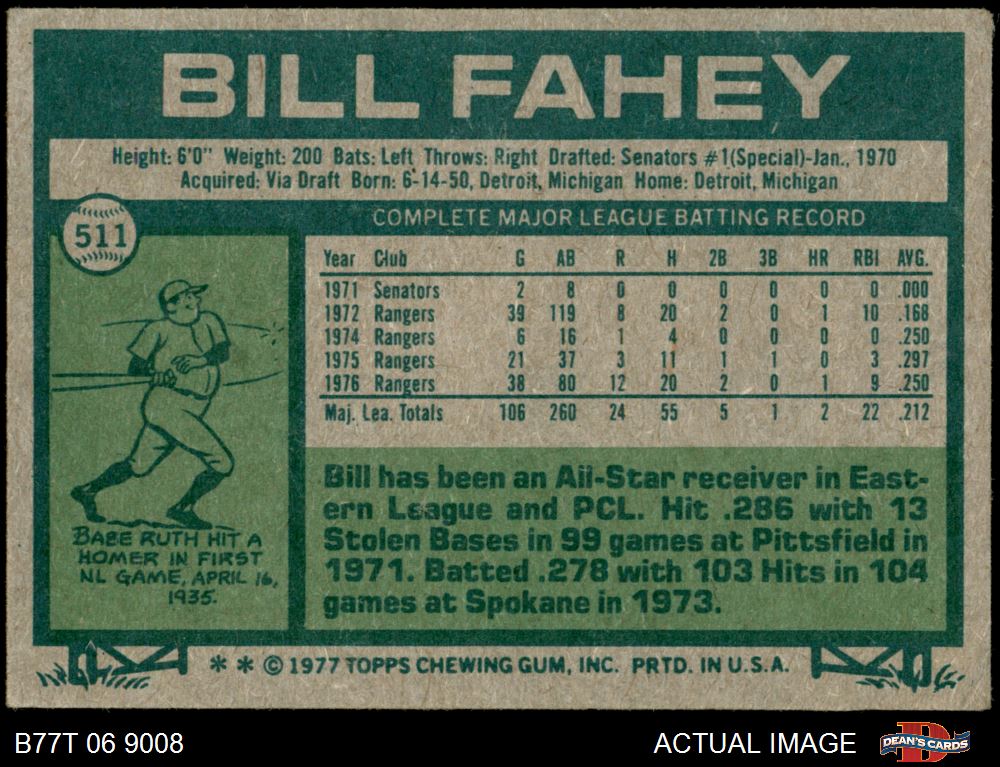 BILL FAHEY
Height: 6'0" Weight: 200 Bats: Left Throws: Right Drafted: Senators #1(Special)-Jan., 1970
Acquired: Via Draft Born: 6-14-50, Detroit, Michigan Home: Detroit, Michigan
511
COMPLETE MAJOR LEAGUE BATTING RECORD
Year Club G AB R H 2B 3B HR RBI AVG.
1971 Senators 2 8 0 0 0 0 0 0 .000
1972 Rangers 39 119 8 20 2 0 1 10 .168
1974 Rangers 6 16 1 4 0 0 0 0 .250
1975 Rangers 21 37 3 11 1 1 0 3 .297
1976 Rangers 38 80 12 20 2 0 1 9 .250
Maj. Lea. Totals 106 260 24 55 5 1 2 22 .212
BABE RUTH HIT A
HOMER IN FIRST
NL GAME, APRIL 16,
1935.
Bill has been an All-Star receiver in East-
ern League and PCL. Hit .286 with 13
Stolen Bases in 99 games at Pittsfield in
1971. Batted .278 with 103 Hits in 104
games at Spokane in 1973.
* * © 1977 TOPPS CHEWING GUM, INC. PRTD. IN U.S.A.
B77T 06 9008
ACTUAL IMAGE
D
DEAN'S CARDS